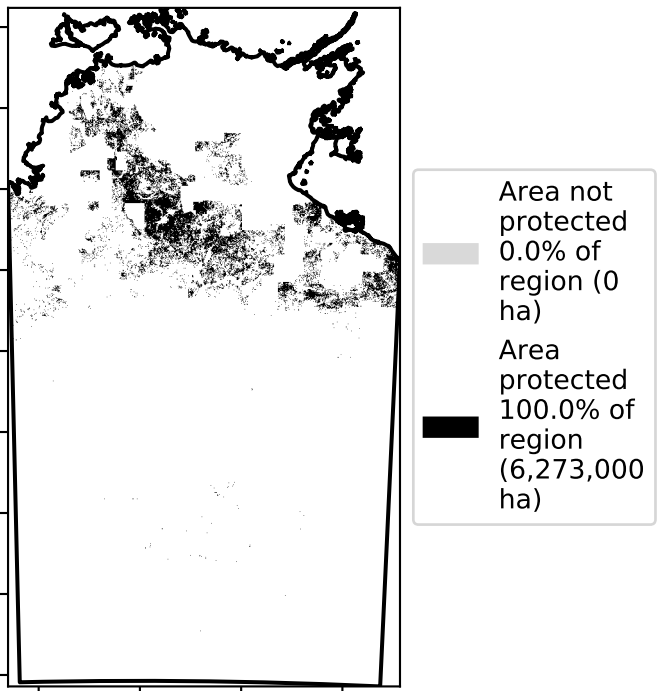 Area not
protected
0.0% of
region (0
ha)
Area
protected
100.0% of
region
(6,273,000
ha)